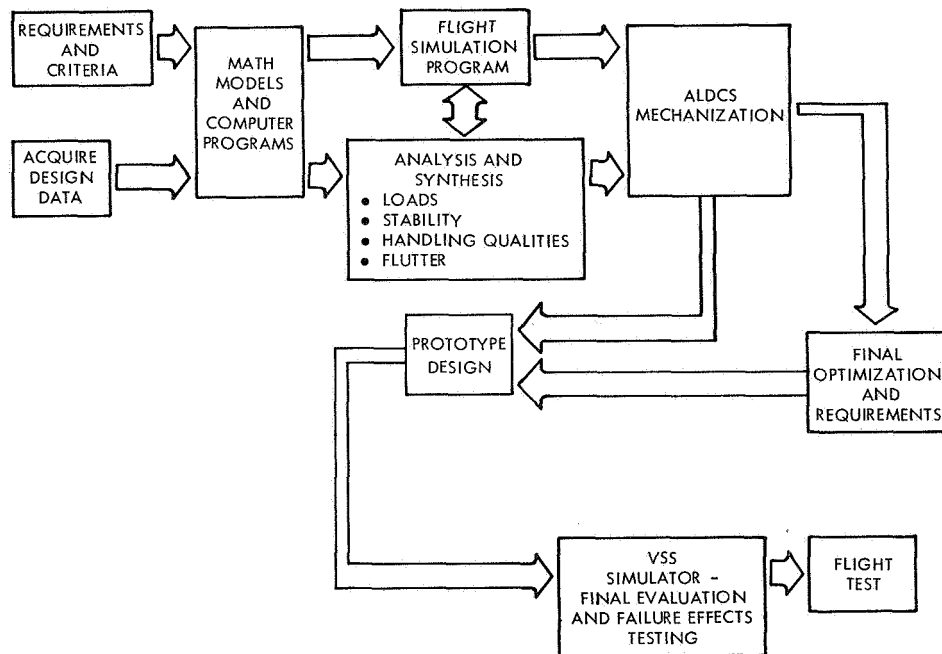 REQUIREMENTS
AND
CRITERIA
ACQUIRE
DESIGN
DATA
MATH
MODELS
AND
COMPUTER
PROGRAMS
FLIGHT
SIMULATION
PROGRAM
ANALYSIS AND
SYNTHESIS
• LOADS
• STABILITY
• HANDLING QUALITIES
• FLUTTER
ALDCS
MECHANIZATION
PROTOTYPE
DESIGN
FINAL
OPTIMIZATION
AND
REQUIREMENTS
VSS
SIMULATOR -
FINAL EVALUATION
AND FAILURE EFFECTS
TESTING
FLIGHT
TEST